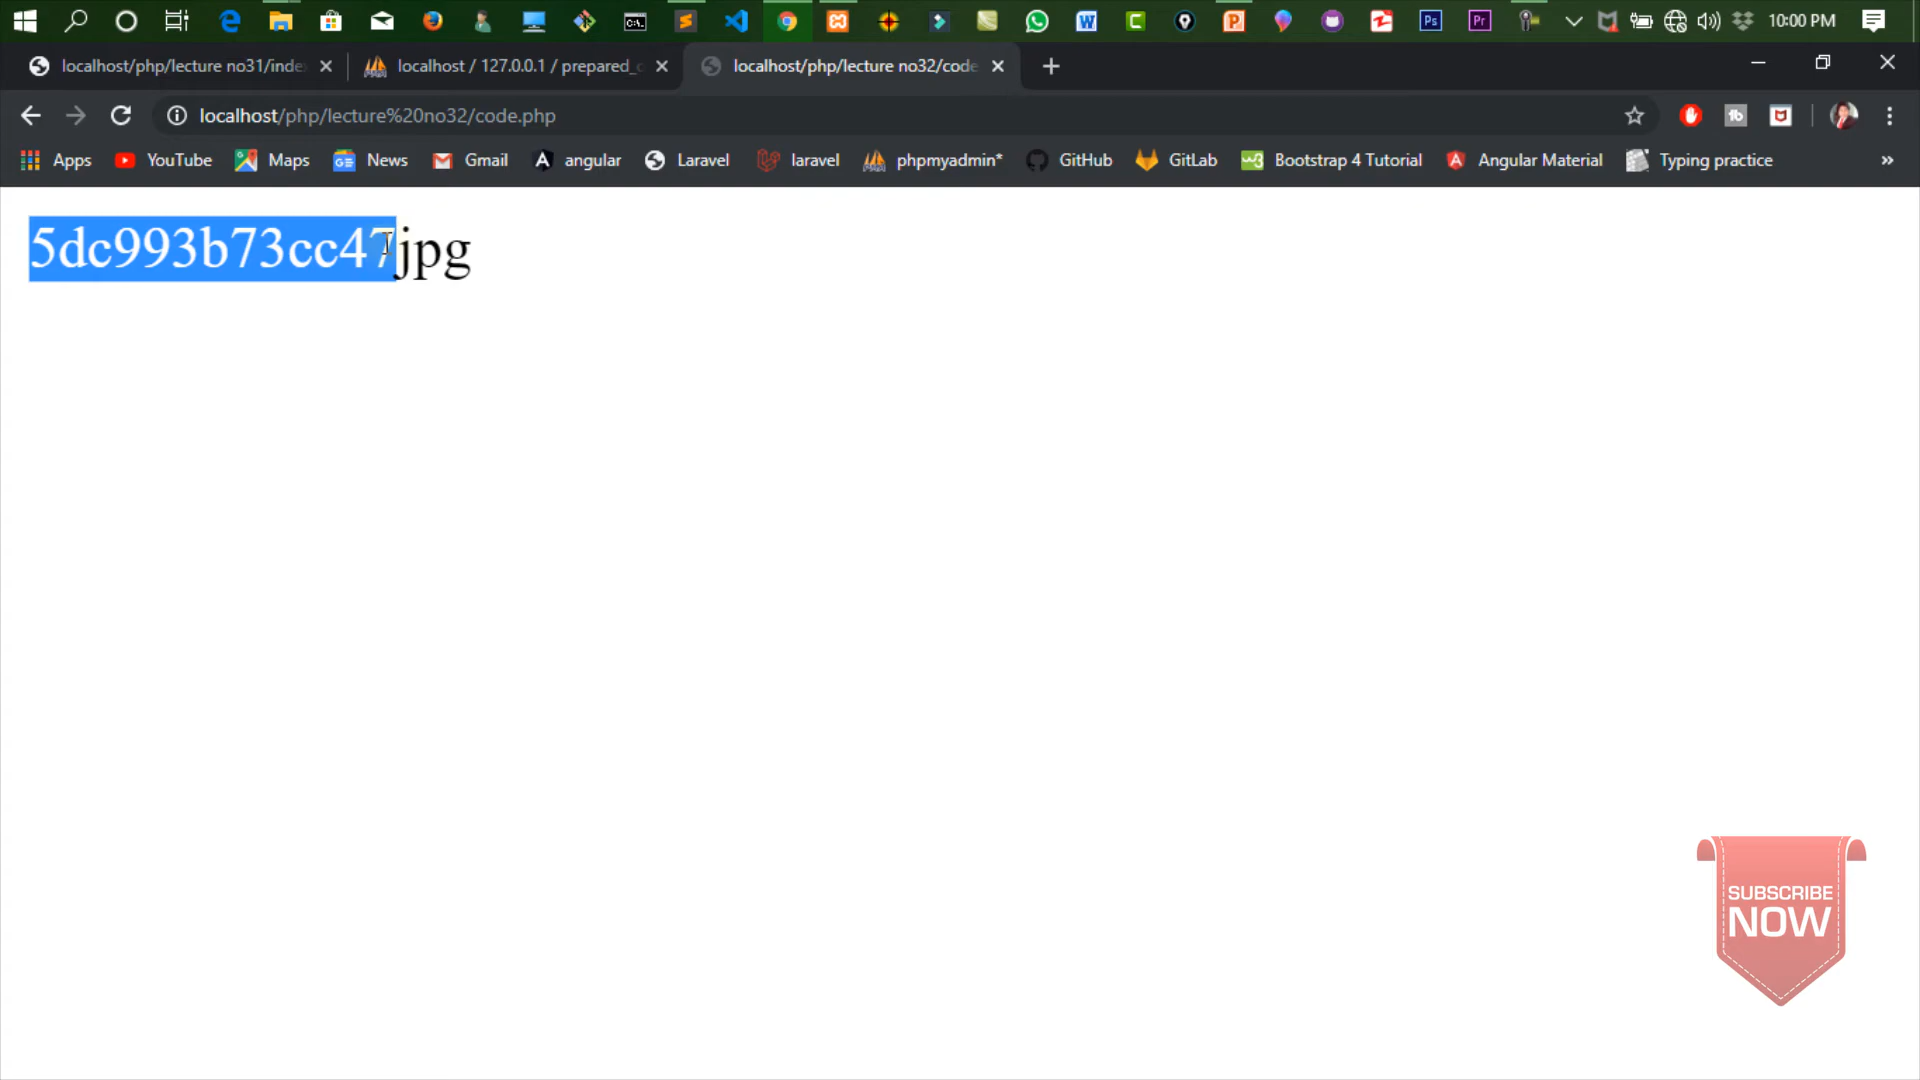 10:00 PM
localhost/php/lecture no31/inde
localhost / 127.0.0.1 / prepared_
localhost/php/lecture no32/code
localhost/php/lecture%20no32/code.php
Apps YouTube Maps News Gmail angular Laravel laravel phpmyadmin* GitHub GitLab Bootstrap 4 Tutorial Angular Material Typing practice »
5dc993b73cc47jpg
SUBSCRIBE
NOW